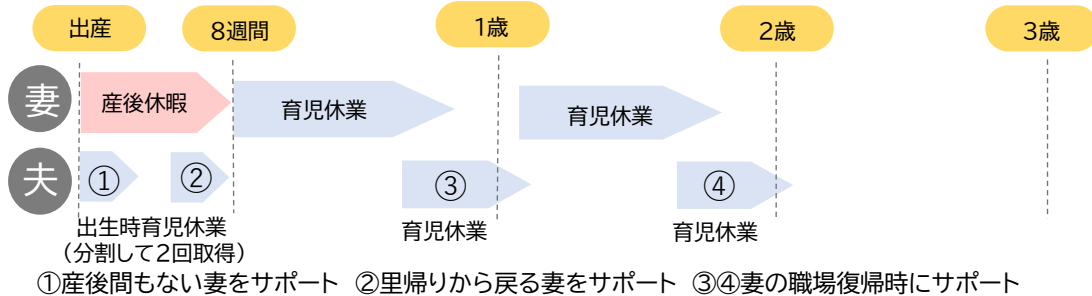 出産
8週間
1歳
2歳
3歳
妻
産後休暇
育児休業
育児休業
夫
①
②
③
④
出生時育児休業
(分割して2回取得)
育児休業
育児休業
①産後間もない妻をサポート ②里帰りから戻る妻をサポート ③④妻の職場復帰時にサポート